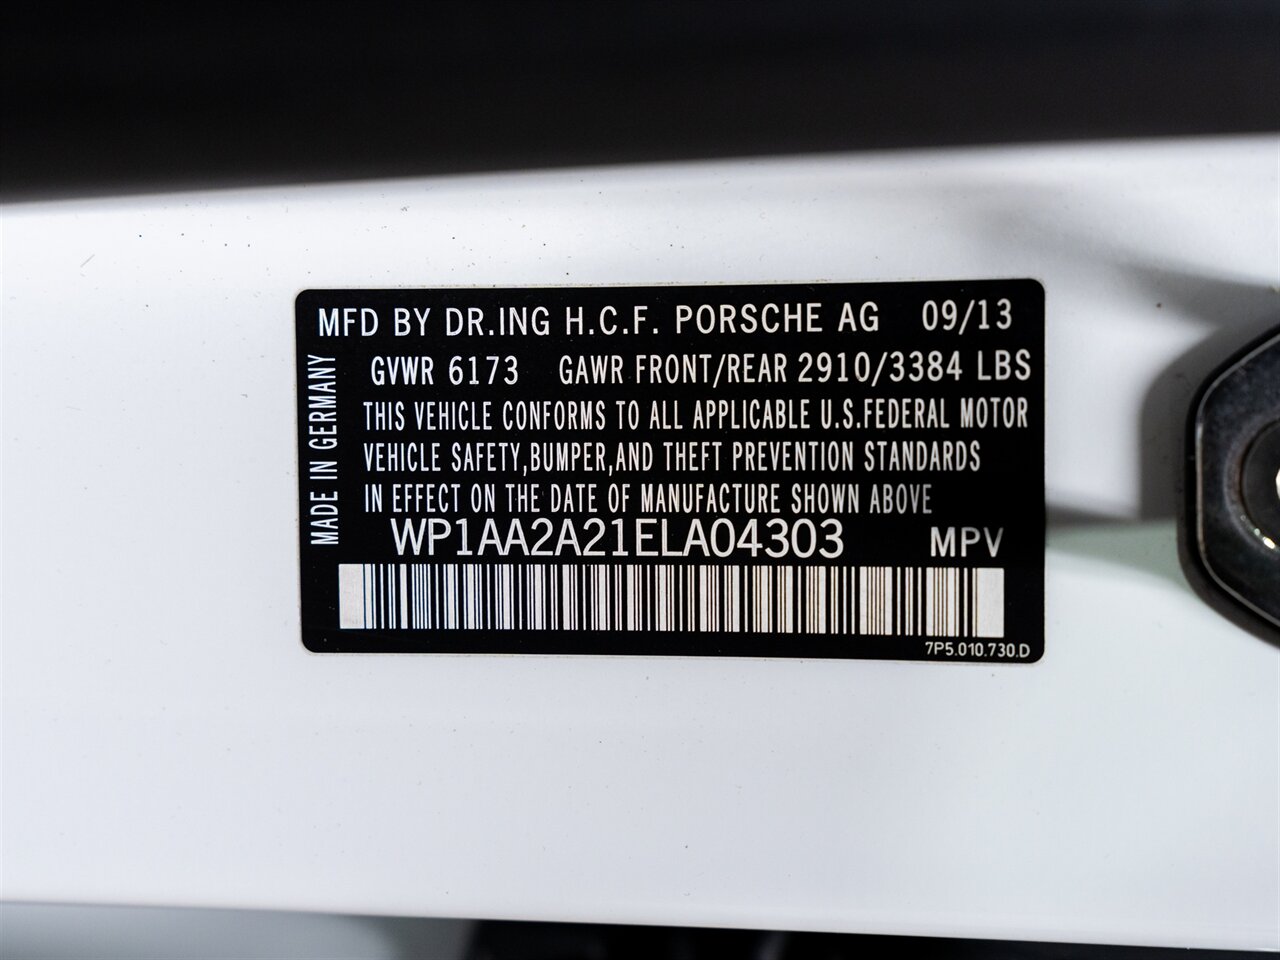 MFD BY DR.ING H.C.F. PORSCHE AG 09/13
GVWR 6173 GAWR FRONT/REAR 2910/3384 LBS
THIS VEHICLE CONFORMS TO ALL APPLICABLE U.S.FEDERAL MOTOR
VEHICLE SAFETY,BUMPER,AND THEFT PREVENTION STANDARDS
IN EFFECT ON THE DATE OF MANUFACTURE SHOWN ABOVE
WP1AA2A21ELA04303 MPV
7P5.010.730.D
MADE IN GERMANY